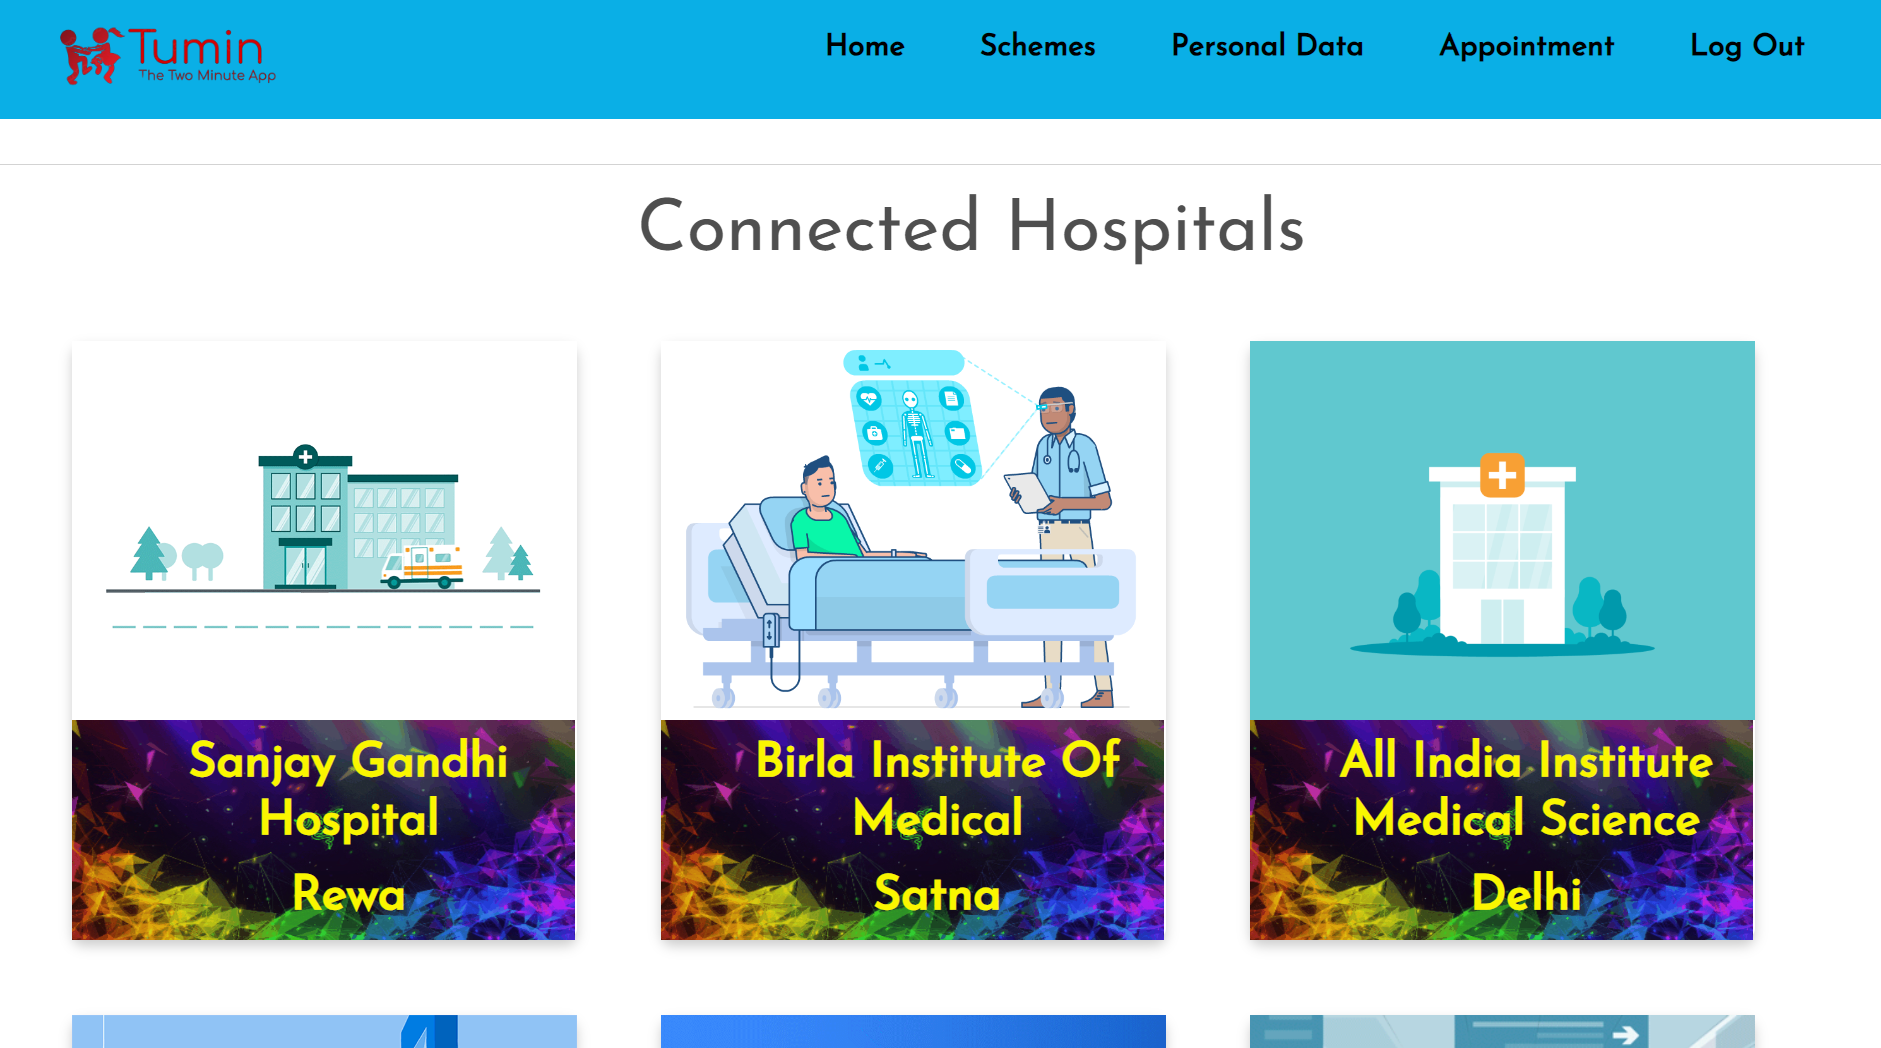 Tumin
The Two Minute App
Home Schemes Personal Data Appointment Log Out
Connected Hospitals
Sanjay Gandhi
Hospital
Rewa
Birla Institute Of
Medical
Satna
All India Institute
Medical Science
Delhi